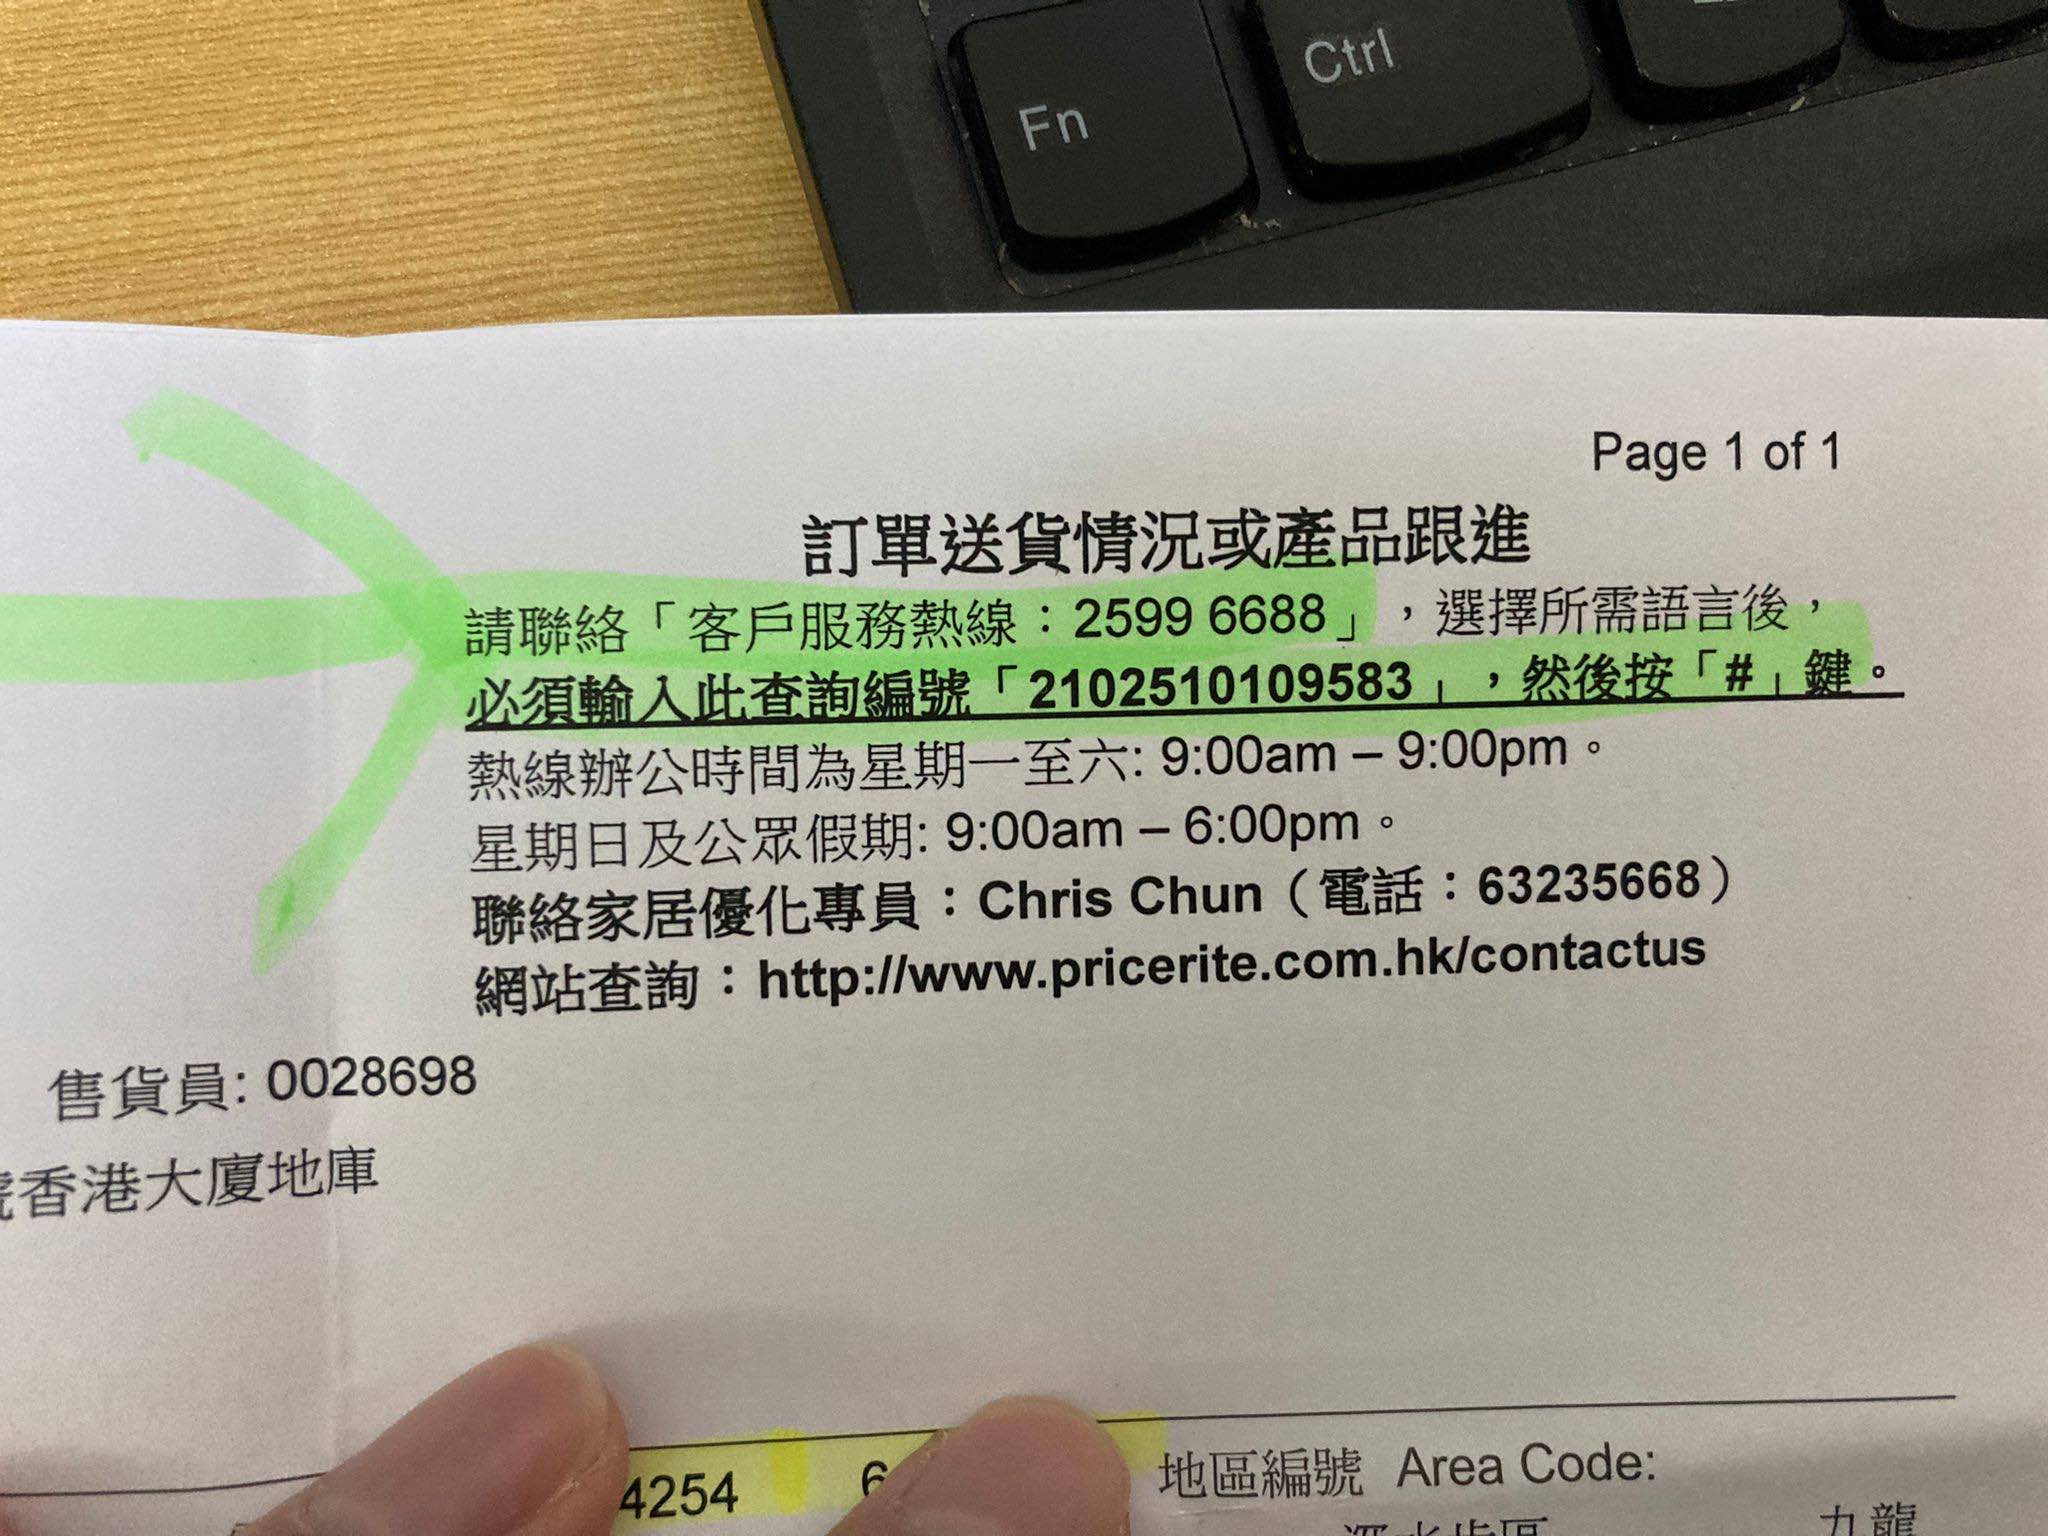 Fn
Ctrl
Page 1 of 1
訂單送貨情況或產品跟進
請聯絡「客戶服務熱線：2599 6688」，選擇所需語言後，
必須輸入此查詢編號「2102510109583」，然後按「#」鍵。
熱線辦公時間為星期一至六: 9:00am – 9:00pm。
星期日及公眾假期: 9:00am – 6:00pm。
聯絡家居優化專員：Chris Chun（電話：63235668）
網站查詢：http://www.pricerite.com.hk/contactus
售貨員: 0028698
號香港大廈地庫
4254 6
地區編號 Area Code:
九龍